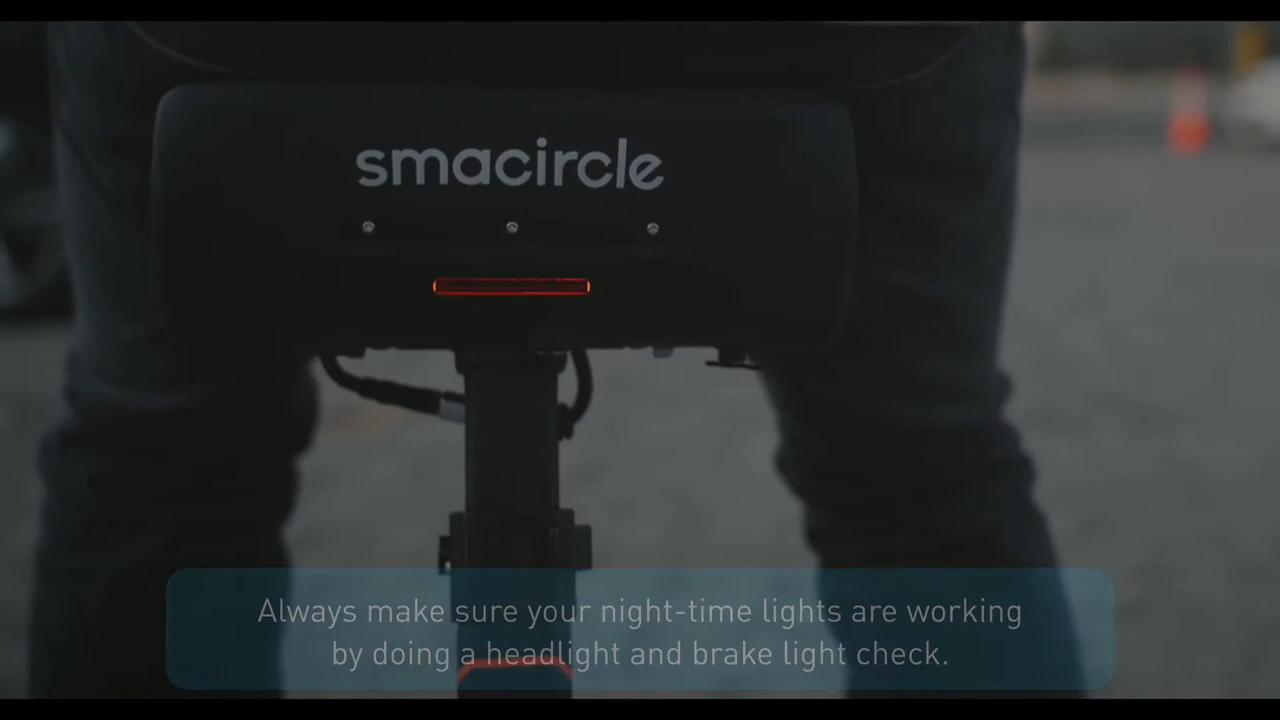 smacircle
Always make sure your night-time lights are working
by doing a headlight and brake light check.